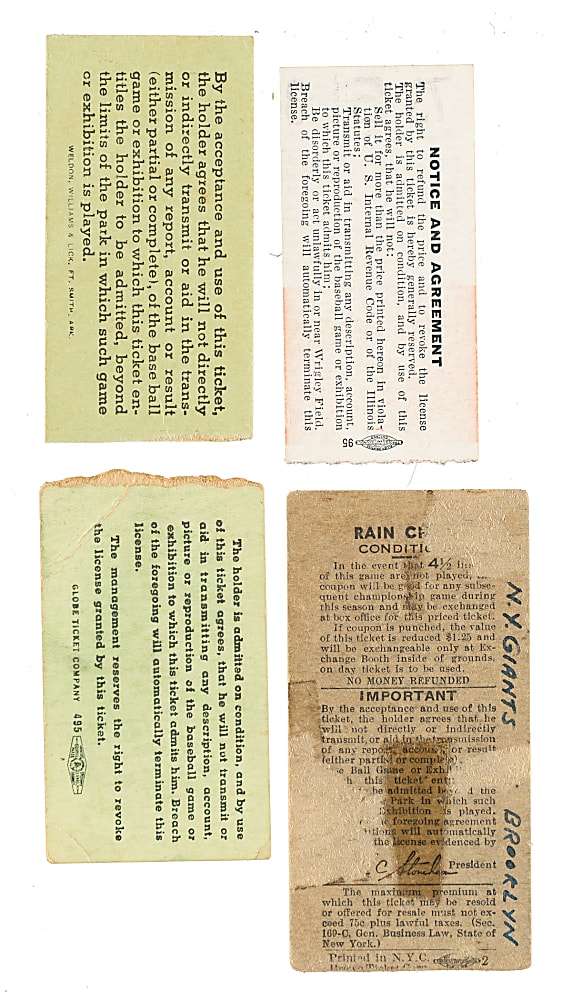 By the acceptance and use of this ticket,
the holder agrees that he will not directly
or indirectly transmit or aid in the trans-
mission of any report, account or result
(either partial or complete), of the base ball
game or exhibition to which this ticket en-
titles the holder to be admitted, beyond
the limits of the park in which such game
or exhibition is played.
WELDON, WILLIAMS & LICK, FT. SMITH, ARK.
NOTICE AND AGREEMENT
The right to refund the price and to revoke the license
granted by this ticket is hereby generally reserved.
The holder is admitted on condition, and by use of this
ticket agrees, that he will not:
Sell it for more than the price printed hereon in viola-
tion of U. S. Internal Revenue Code or of the Illinois
Statutes;
Transmit or aid in transmitting any description, account,
picture or reproduction of the baseball game or exhibition
to which this ticket admits him;
Be disorderly or act unlawfully in or near Wrigley Field.
Breach of the foregoing will automatically terminate this
license.
95
The holder is admitted on condition, and by use
of this ticket agrees, that he will not transmit or
aid in transmitting any description, account,
picture or reproduction of the baseball game or
exhibition to which this ticket admits him. Breach
of the foregoing will automatically terminate this
license.
The management reserves the right to revoke
the license granted by this ticket.
GLOBE TICKET COMPANY 495
RAIN CH
CONDITIO
In the event that 4½
of this game are not played,
coupon will be good for any subse-
quent championship game during
this season and may be exchanged
at box office for this priced ticket.
If coupon is punched, the value
of this ticket is reduced $1.25 and
will be exchangeable only at Ex-
change Booth inside of grounds,
on day ticket is to be used.
NO MONEY REFUNDED
IMPORTANT
By the acceptance and use of this
ticket, the holder agrees that he
will not directly or indirectly
transmit, or aid in the transmission
of any report, account or result
(either partial or complete),
Ball Game or
this ticket
be admitted the
Park in which such
Exhibition is played.
foregoing agreement
will automatically
the license evidenced by
C Stoneham President
The maximum premium at
which this ticket may be resold
or offered for resale must not ex-
ceed 75c plus lawful taxes. (Sec.
169-C, Gen. Business Law, State of
New York.)
Printed in N.Y.C. 2
N.Y. GIANTS BROOKLYN